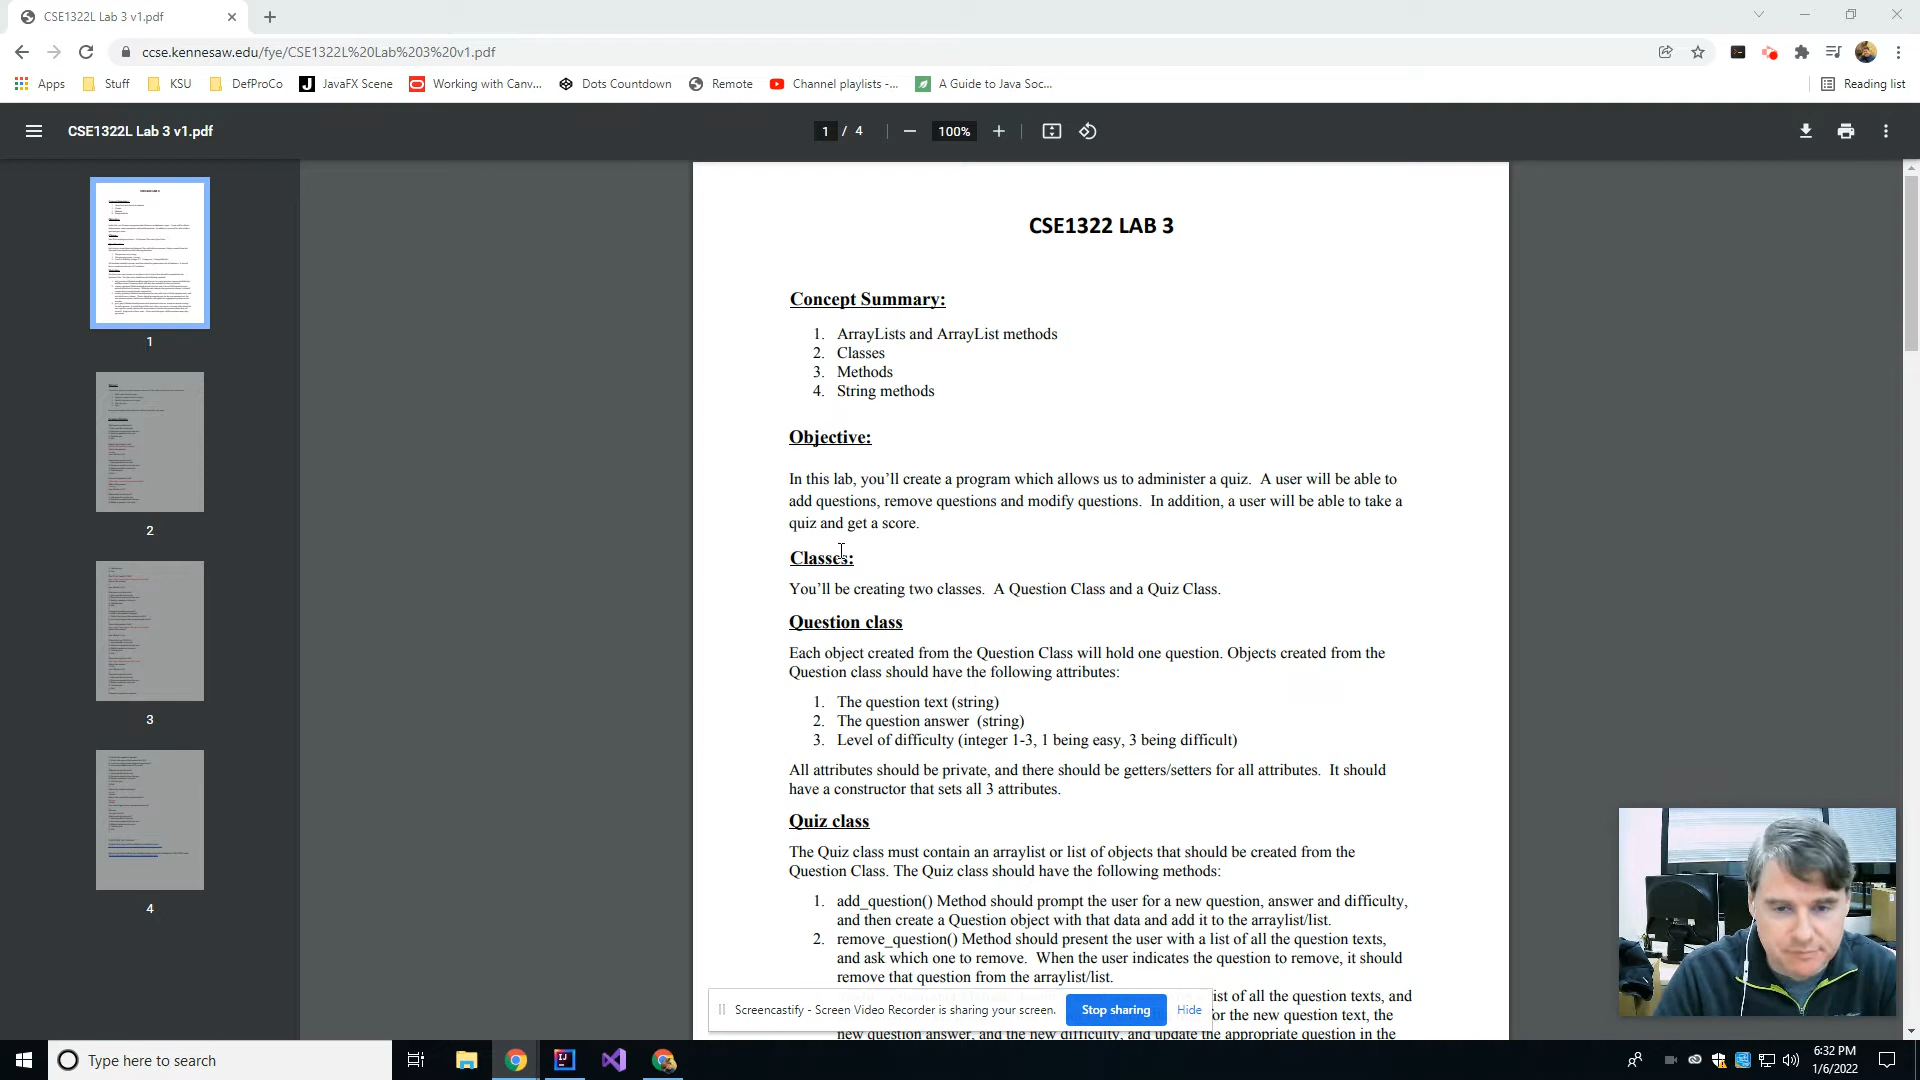 CSE1322L Lab 3 v1.pdf
ccse.kennesaw.edu/fye/CSE1322L%20Lab%203%20v1.pdf
Apps Stuff KSU DefProCo JavaFX Scene Working with Canv... Dots Countdown Remote Channel playlists -... A Guide to Java Soc... Reading list
CSE1322L Lab 3 v1.pdf 1 / 4 100%
1
2
3
4
CSE1322 LAB 3
Concept Summary:
1. ArrayLists and ArrayList methods
2. Classes
3. Methods
4. String methods
Objective:
In this lab, you’ll create a program which allows us to administer a quiz. A user will be able to
add questions, remove questions and modify questions. In addition, a user will be able to take a
quiz and get a score.
Classes:
You’ll be creating two classes. A Question Class and a Quiz Class.
Question class
Each object created from the Question Class will hold one question. Objects created from the
Question class should have the following attributes:
1. The question text (string)
2. The question answer (string)
3. Level of difficulty (integer 1-3, 1 being easy, 3 being difficult)
All attributes should be private, and there should be getters/setters for all attributes. It should
have a constructor that sets all 3 attributes.
Quiz class
The Quiz class must contain an arraylist or list of objects that should be created from the
Question Class. The Quiz class should have the following methods:
1. add_question() Method should prompt the user for a new question, answer and difficulty,
and then create a Question object with that data and add it to the arraylist/list.
2. remove_question() Method should present the user with a list of all the question texts,
and ask which one to remove. When the user indicates the question to remove, it should
remove that question from the arraylist/list.
ist of all the question texts, and
for the new question text, the
new question answer, and the new difficulty, and update the appropriate question in the
Screencastify - Screen Video Recorder is sharing your screen. Stop sharing Hide
Type here to search
6:32 PM
1/6/2022